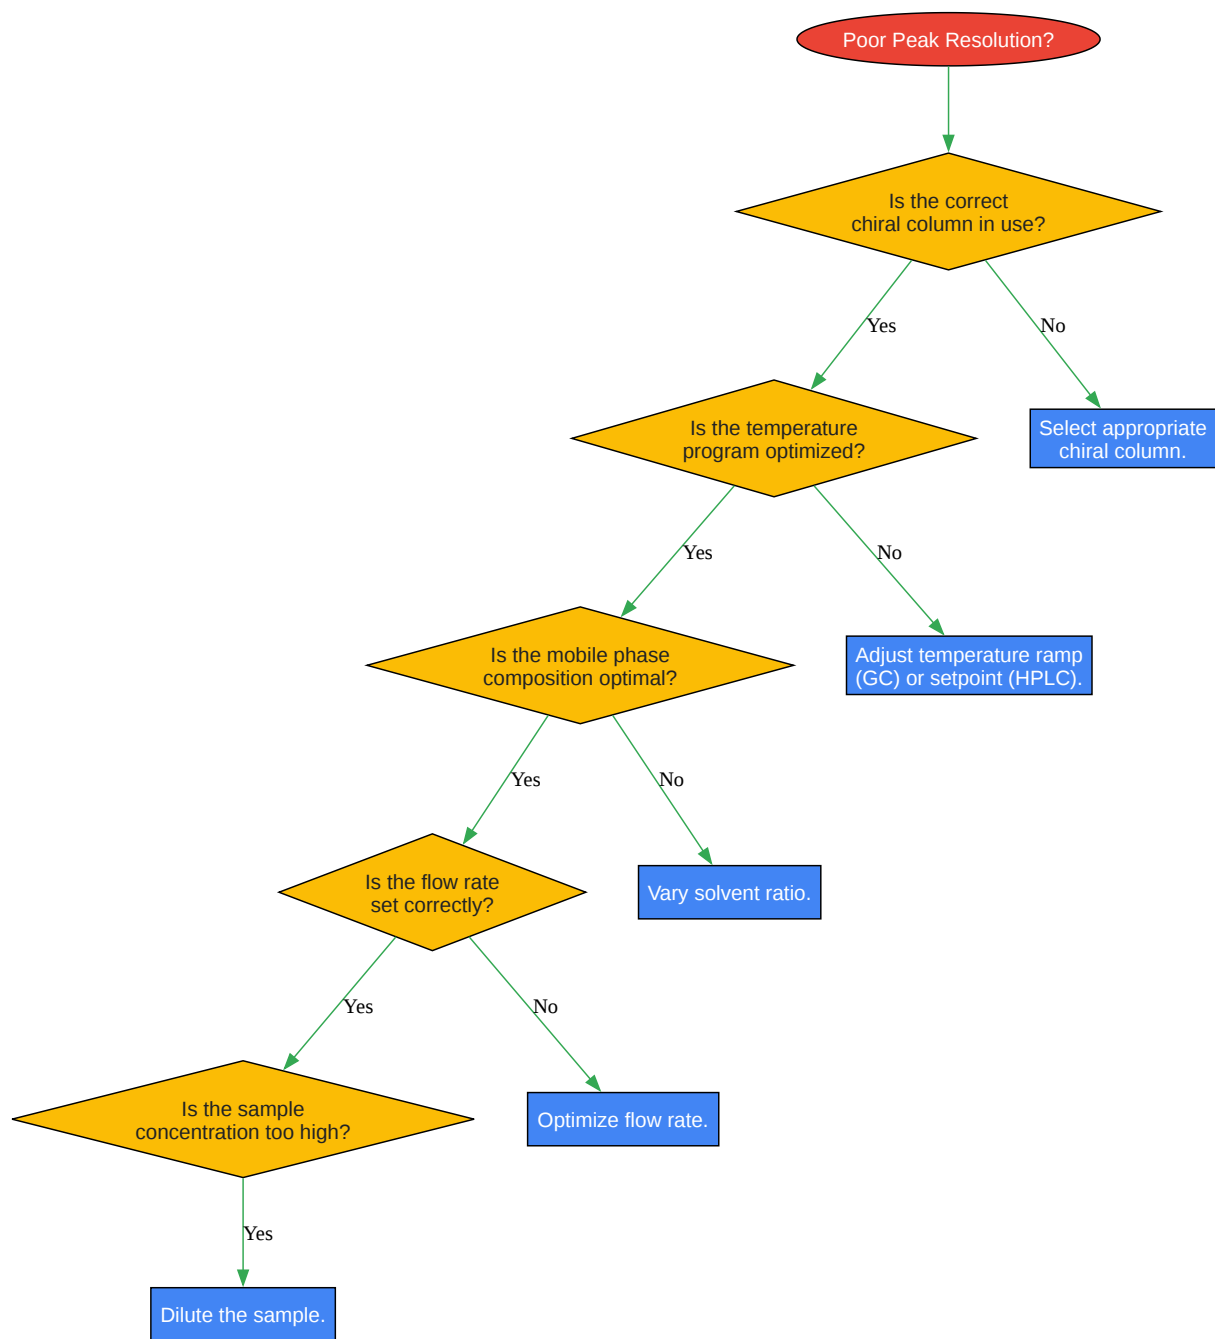 Poor Peak Resolution?
Is the correct
chiral column in use?
Yes
No
Is the temperature
program optimized?
Select appropriate
chiral column.
Yes
No
Is the mobile phase
composition optimal?
Adjust temperature ramp
(GC) or setpoint (HPLC).
Yes
No
Is the flow rate
set correctly?
Vary solvent ratio.
Yes
No
Is the sample
concentration too high?
Optimize flow rate.
Yes
Dilute the sample.